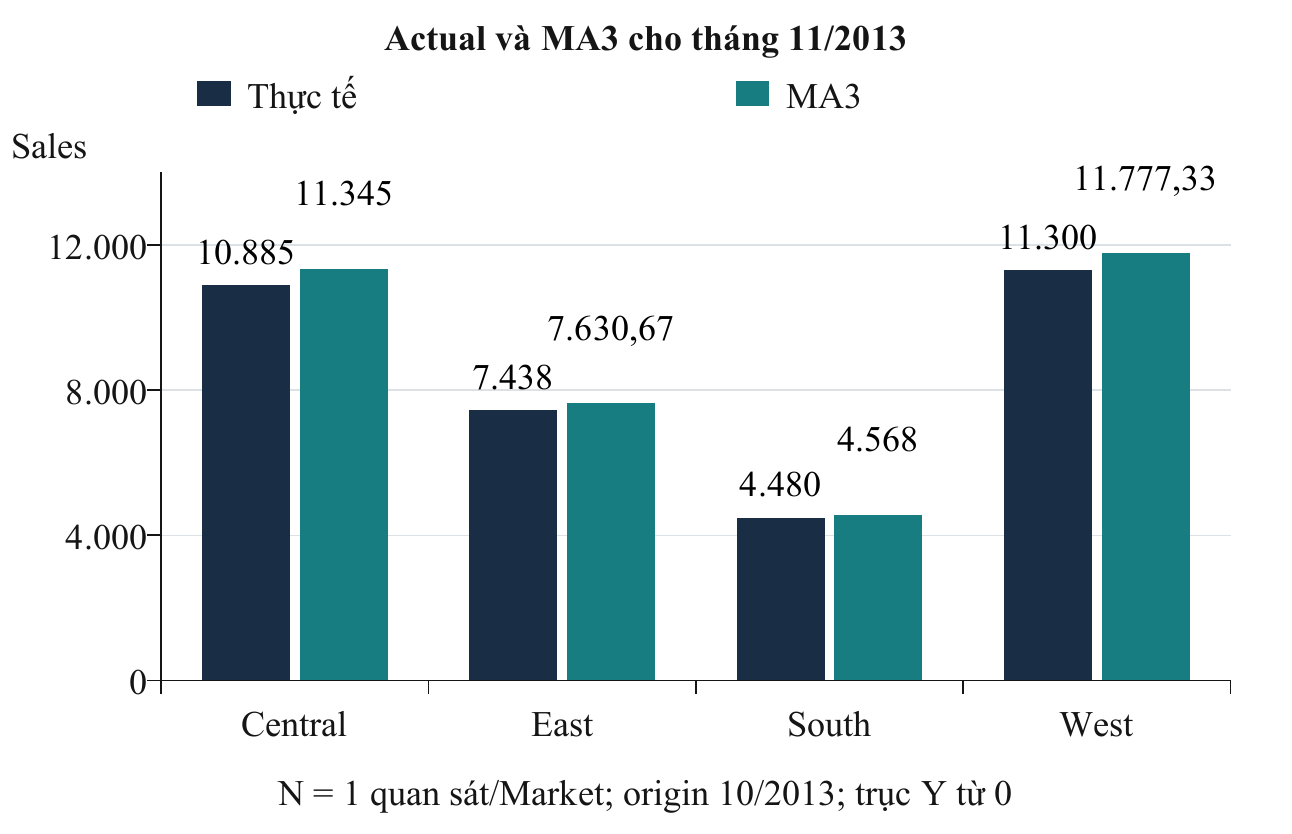 Actual và MA3 cho tháng 11/2013
Thực tế
MA3
Sales
11.777,33
11.345
11.300
10.885
12.000
7.630,67
7.438
8.000
4.568
4.480
4.000
0
Central
East
South
West
N = 1 quan sát/Market; origin 10/2013; trục Y từ 0